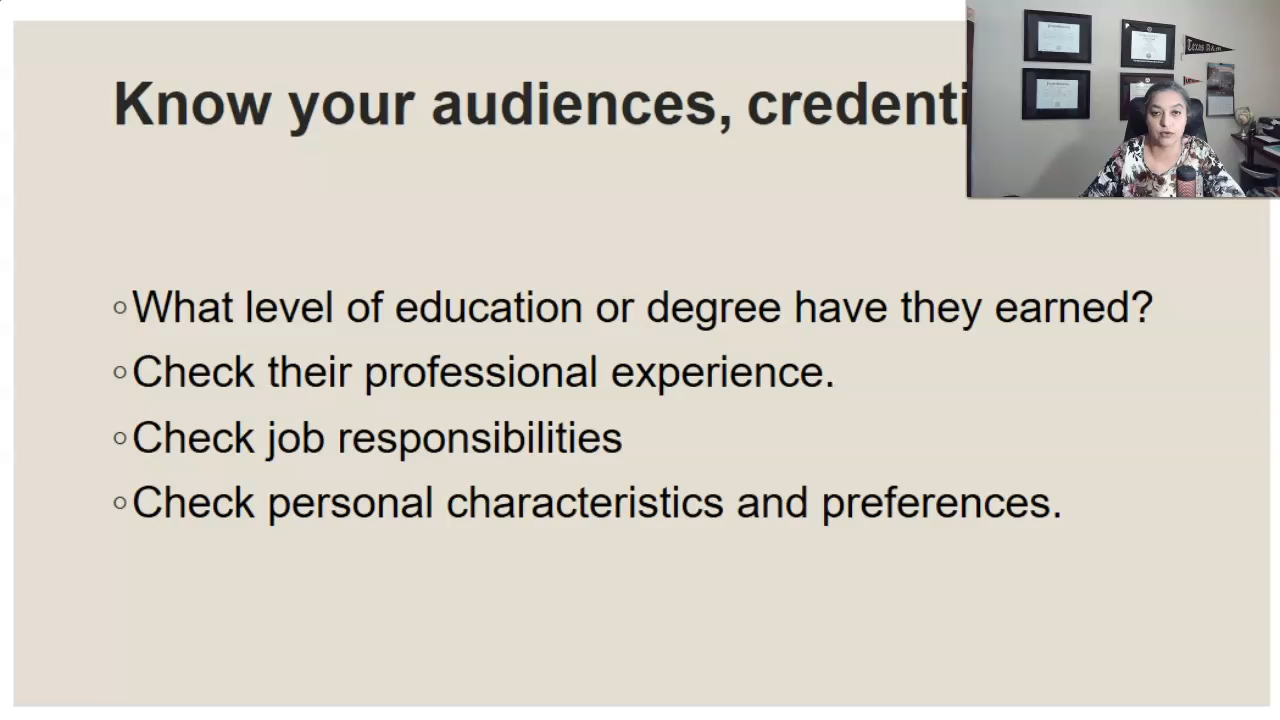 Know your audiences,
◦What level of education or degree have they earned?
◦Check their professional experience.
◦Check job responsibilities
◦Check personal characteristics and preferences.
Texas A&M